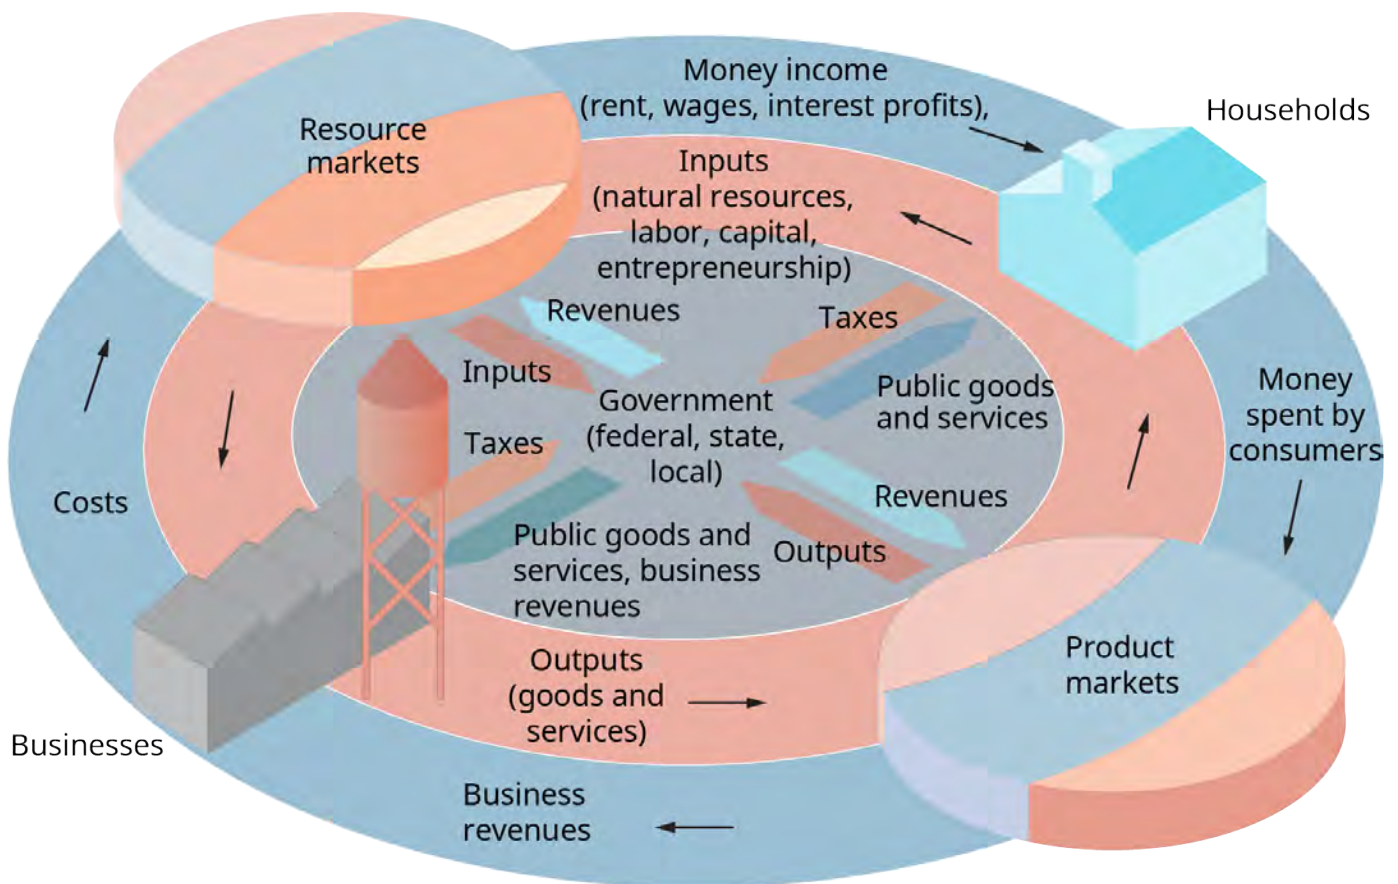 Money income
(rent, wages, interest profits),
Households
Resource
markets
Inputs
(natural resources,
labor, capital,
entrepreneurship)
Revenues
Taxes
Inputs
Public goods
and services
Government
(federal, state,
local)
Money
spent by
consumers
Taxes
Costs
Revenues
Public goods and
services, business
revenues
Outputs
Outputs
(goods and
services)
Product
markets
Businesses
Business
revenues